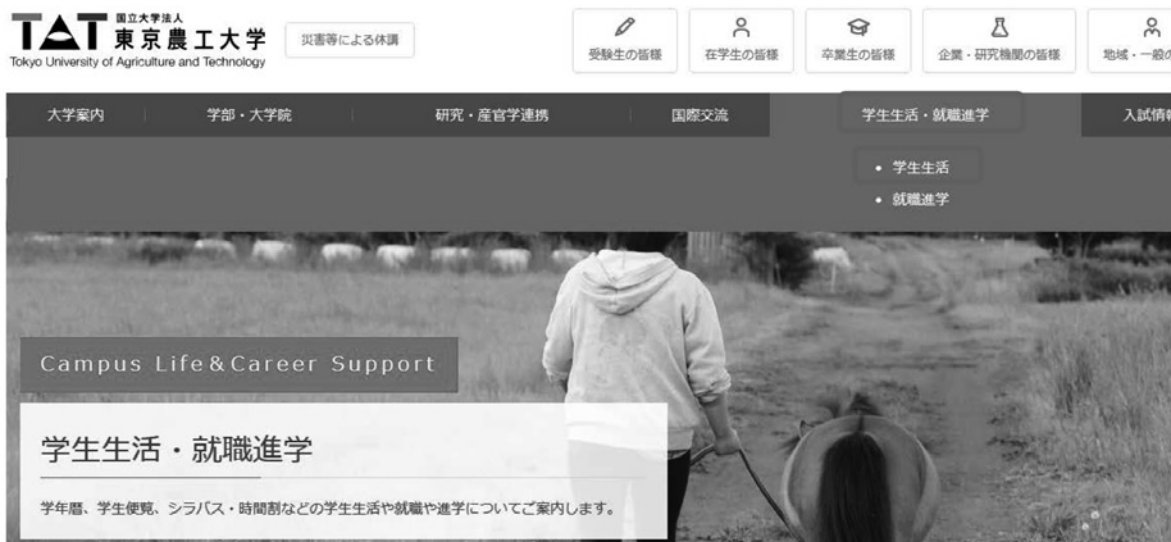 TAT 国立大学法人
東京農工大学
Tokyo University of Agriculture and Technology
災害等による休講
受験生の皆様
在学生の皆様
卒業生の皆様
企業・研究機関の皆様
地域・一般の
大学案内
学部・大学院
研究・産官学連携
国際交流
学生生活・就職進学
入試情報
• 学生生活
• 就職進学
Campus Life&Career Support
学生生活・就職進学
学年暦、学生便覧、シラバス・時間割などの学生生活や就職や進学についてご案内します。